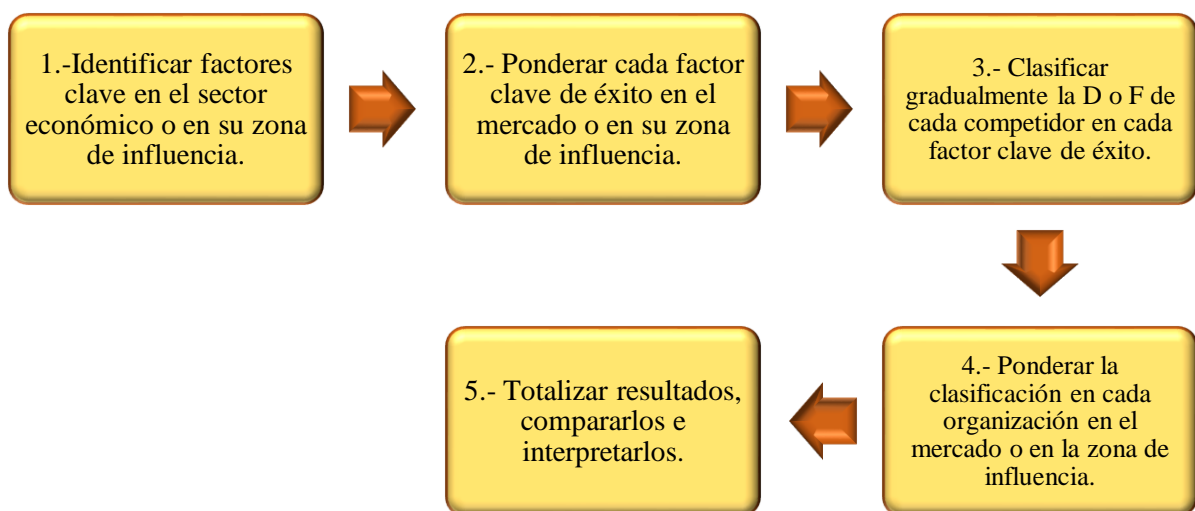 1.-Identificar factores
clave en el sector
económico o en su zona
de influencia.
2.- Ponderar cada factor
clave de éxito en el
mercado o en su zona
de influencia.
3.- Clasificar
gradualmente la D o F de
cada competidor en cada
factor clave de éxito.
4.- Ponderar la
clasificación en cada
organización en el
mercado o en la zona de
influencia.
5.- Totalizar resultados,
compararlos e
interpretarlos.